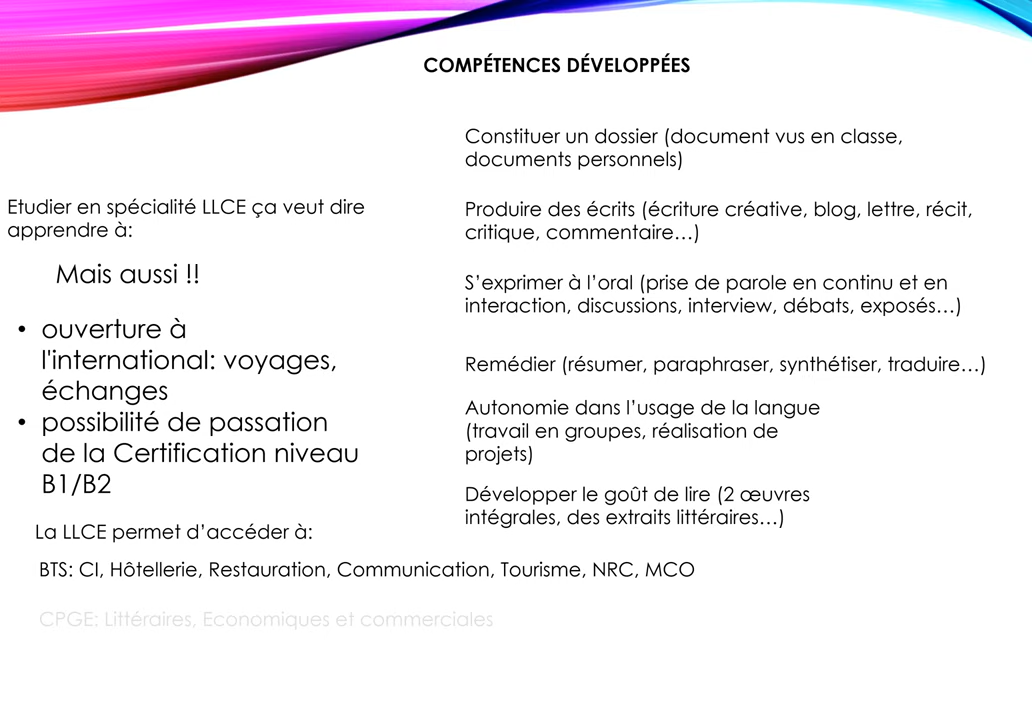 COMPÉTENCES DÉVELOPPÉES
Etudier en spécialité LLCE ça veut dire
apprendre à:
Constituer un dossier (document vus en classe,
documents personnels)
Produire des écrits (écriture créative, blog, lettre, récit,
critique, commentaire…)
S’exprimer à l’oral (prise de parole en continu et en
interaction, discussions, interview, débats, exposés…)
Remédier (résumer, paraphraser, synthétiser, traduire…)
Autonomie dans l’usage de la langue
(travail en groupes, réalisation de
projets)
Développer le goût de lire (2 œuvres
intégrales, des extraits littéraires…)
Mais aussi !!
• ouverture à
l'international: voyages,
échanges
• possibilité de passation
de la Certification niveau
B1/B2
La LLCE permet d’accéder à:
BTS: CI, Hôtellerie, Restauration, Communication, Tourisme, NRC, MCO
CPGE: Littéraires, Economiques et commerciales